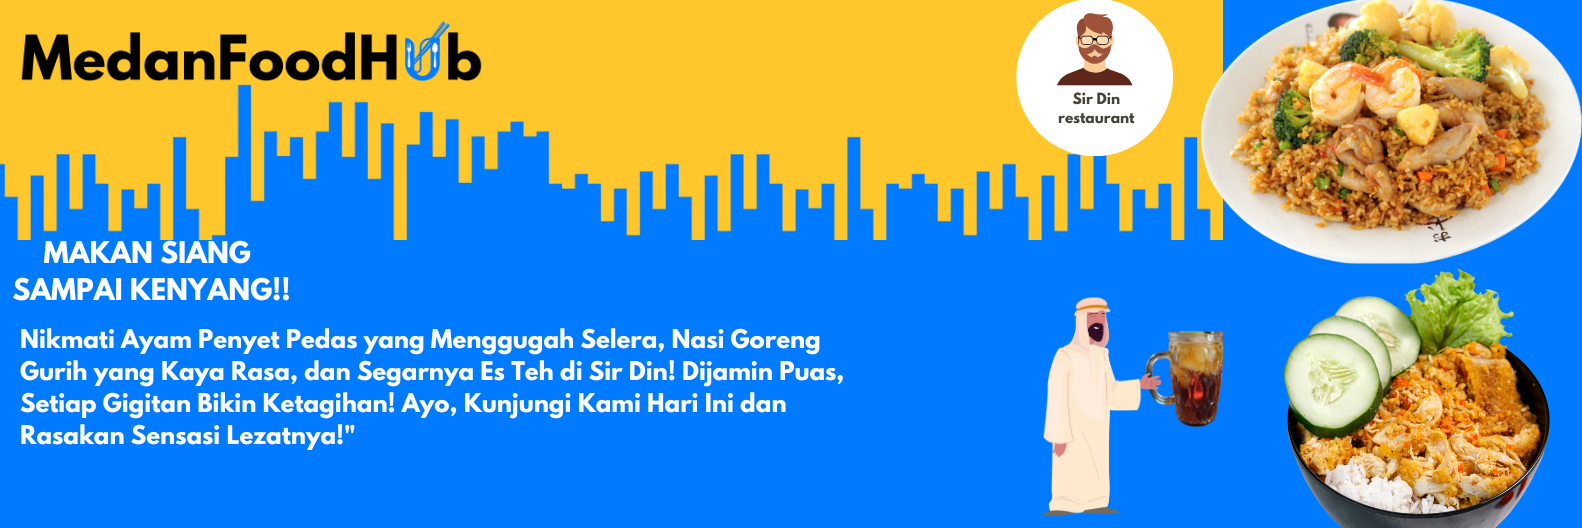 MedanFoodHub
Sir Din
restaurant
MAKAN SIANG
SAMPAI KENYANG!!
Nikmati Ayam Penyet Pedas yang Menggugah Selera, Nasi Goreng
Gurih yang Kaya Rasa, dan Segarnya Es Teh di Sir Din! Dijamin Puas,
Setiap Gigitan Bikin Ketagihan! Ayo, Kunjungi Kami Hari Ini dan
Rasakan Sensasi Lezatnya!"